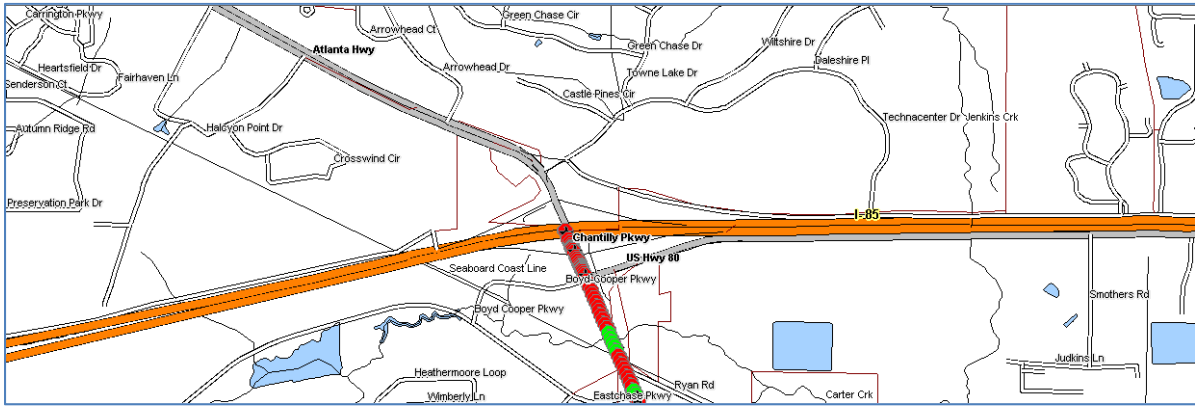 Carrington Pkwy
Green Chase Cir
Arrowhead Ct
Wiltshire Dr
Atlanta Hwy
Green Chase Dr
Daleshire Pl
Heartsfield Dr
Fairhaven Ln
Arrowhead Dr
Towne Lake Dr
Senderson Ct
Castle Pines Cir
Technacenter Dr
Jenkins Crk
Autumn Ridge Rd
Halcyon Point Dr
Crosswind Cir
Preservation Park Dr
I- 85
Chantilly Pkwy
US Hwy 80
Seaboard Coast Line
Boyd-Cooper Pkwy
Smothers Rd
Boyd Cooper Pkwy
Judkins Ln
Heathermoore Loop
Ryan Rd
Wimberly Ln
Eastchase Pkwy
Carter Crk